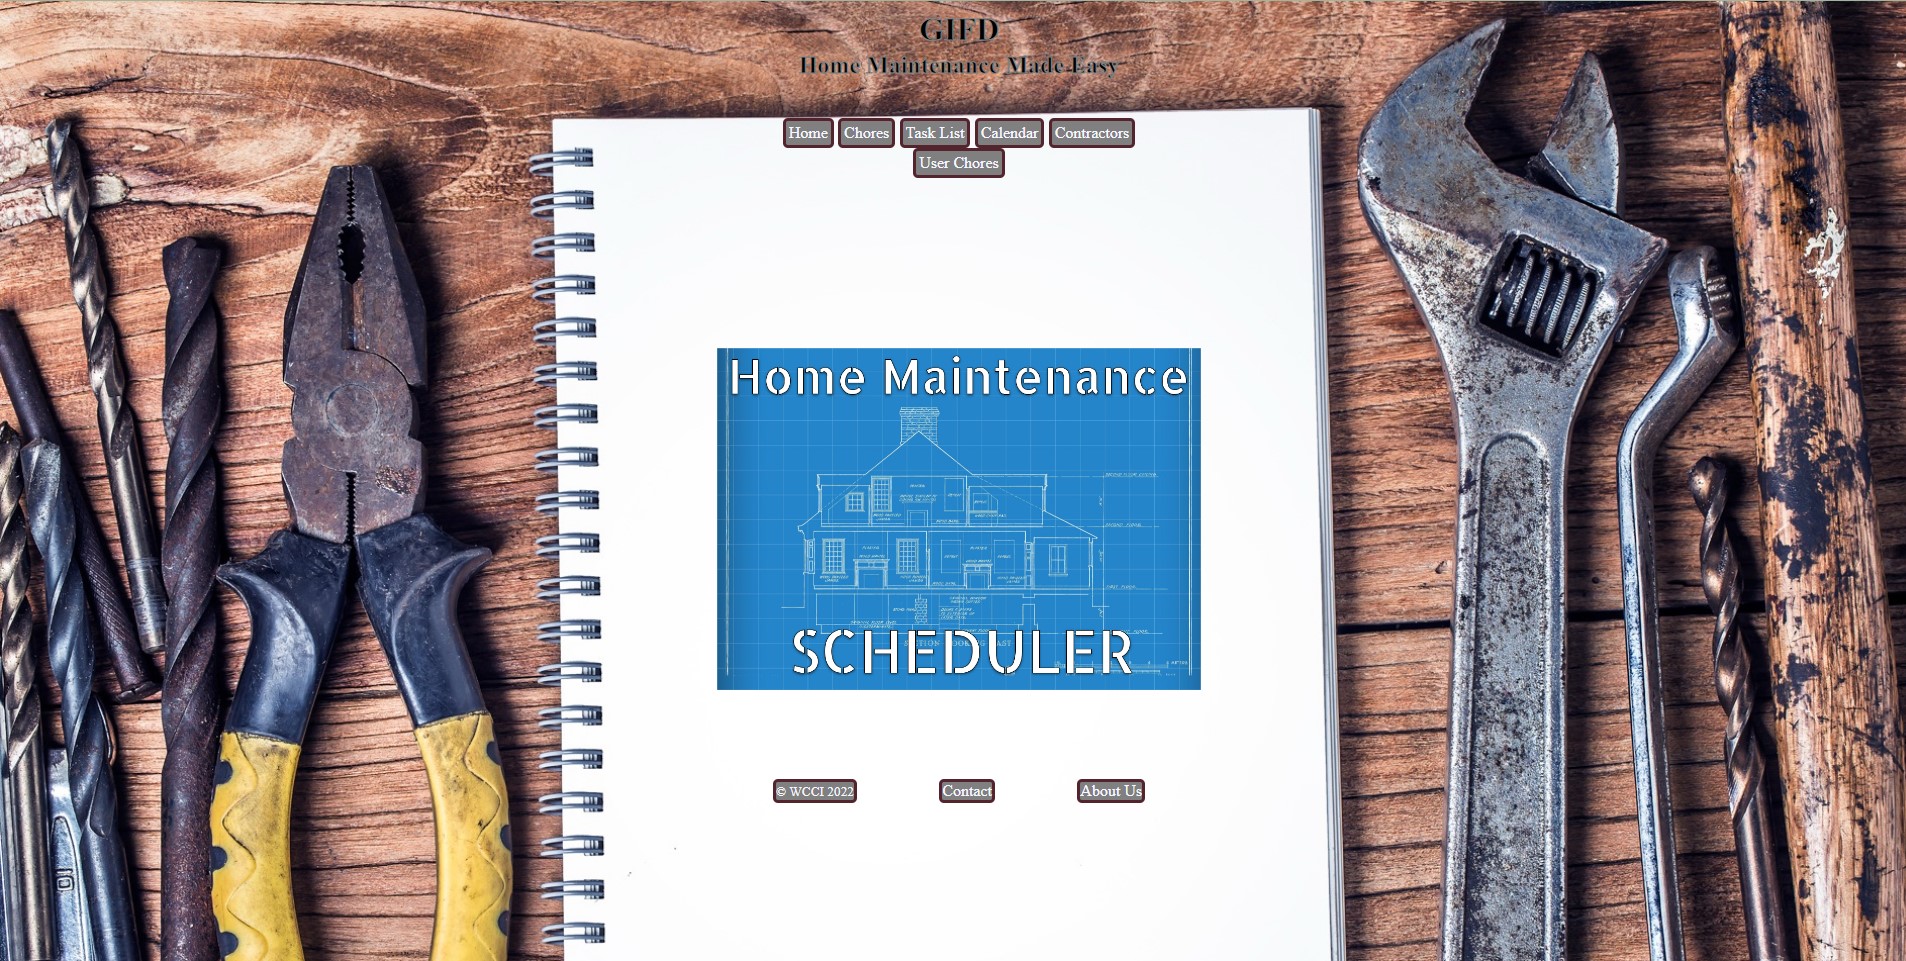 GIFD
Home Maintenance Made Easy
Home Chores Task List Calendar Contractors
User Chores
Home Maintenance
SCHEDULER
© WCCI 2022 Contact About Us